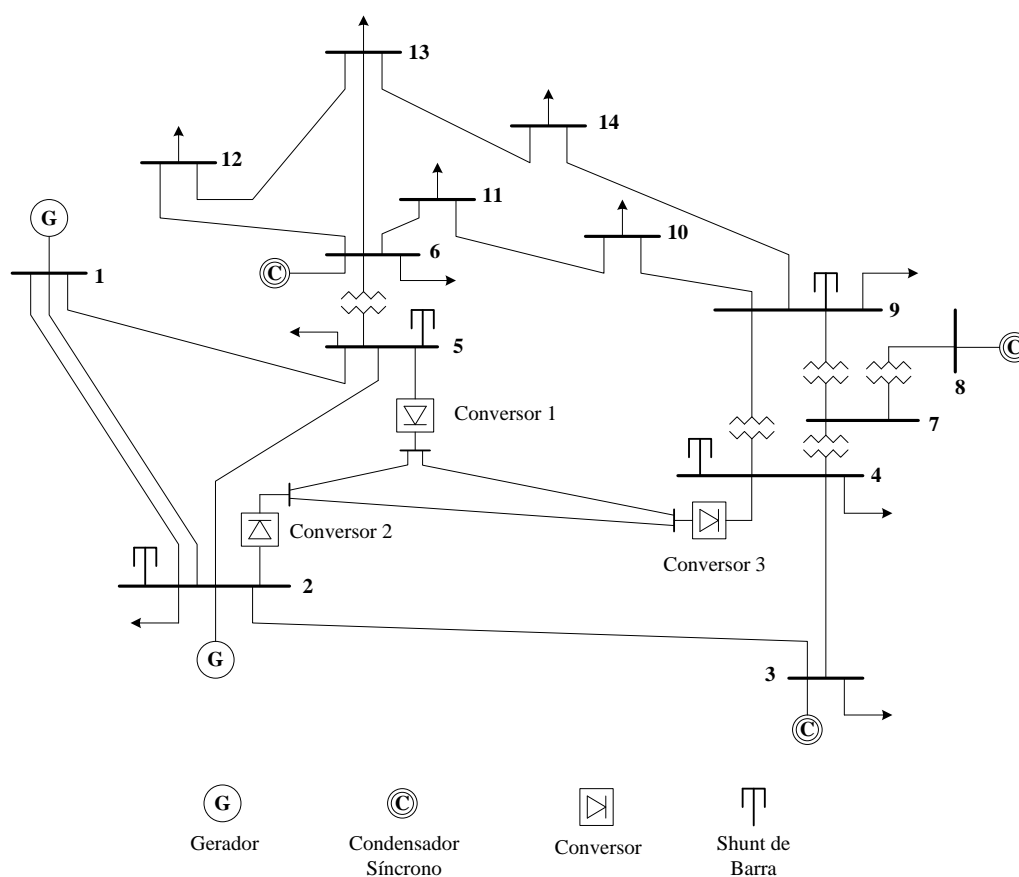 13
14
12
11
10
G
1
6
C
9
5
8
C
7
Conversor 1
4
Conversor 2
Conversor 3
2
G
3
C
G
C
Gerador
Condensador
Síncrono
Conversor
Shunt de
Barra